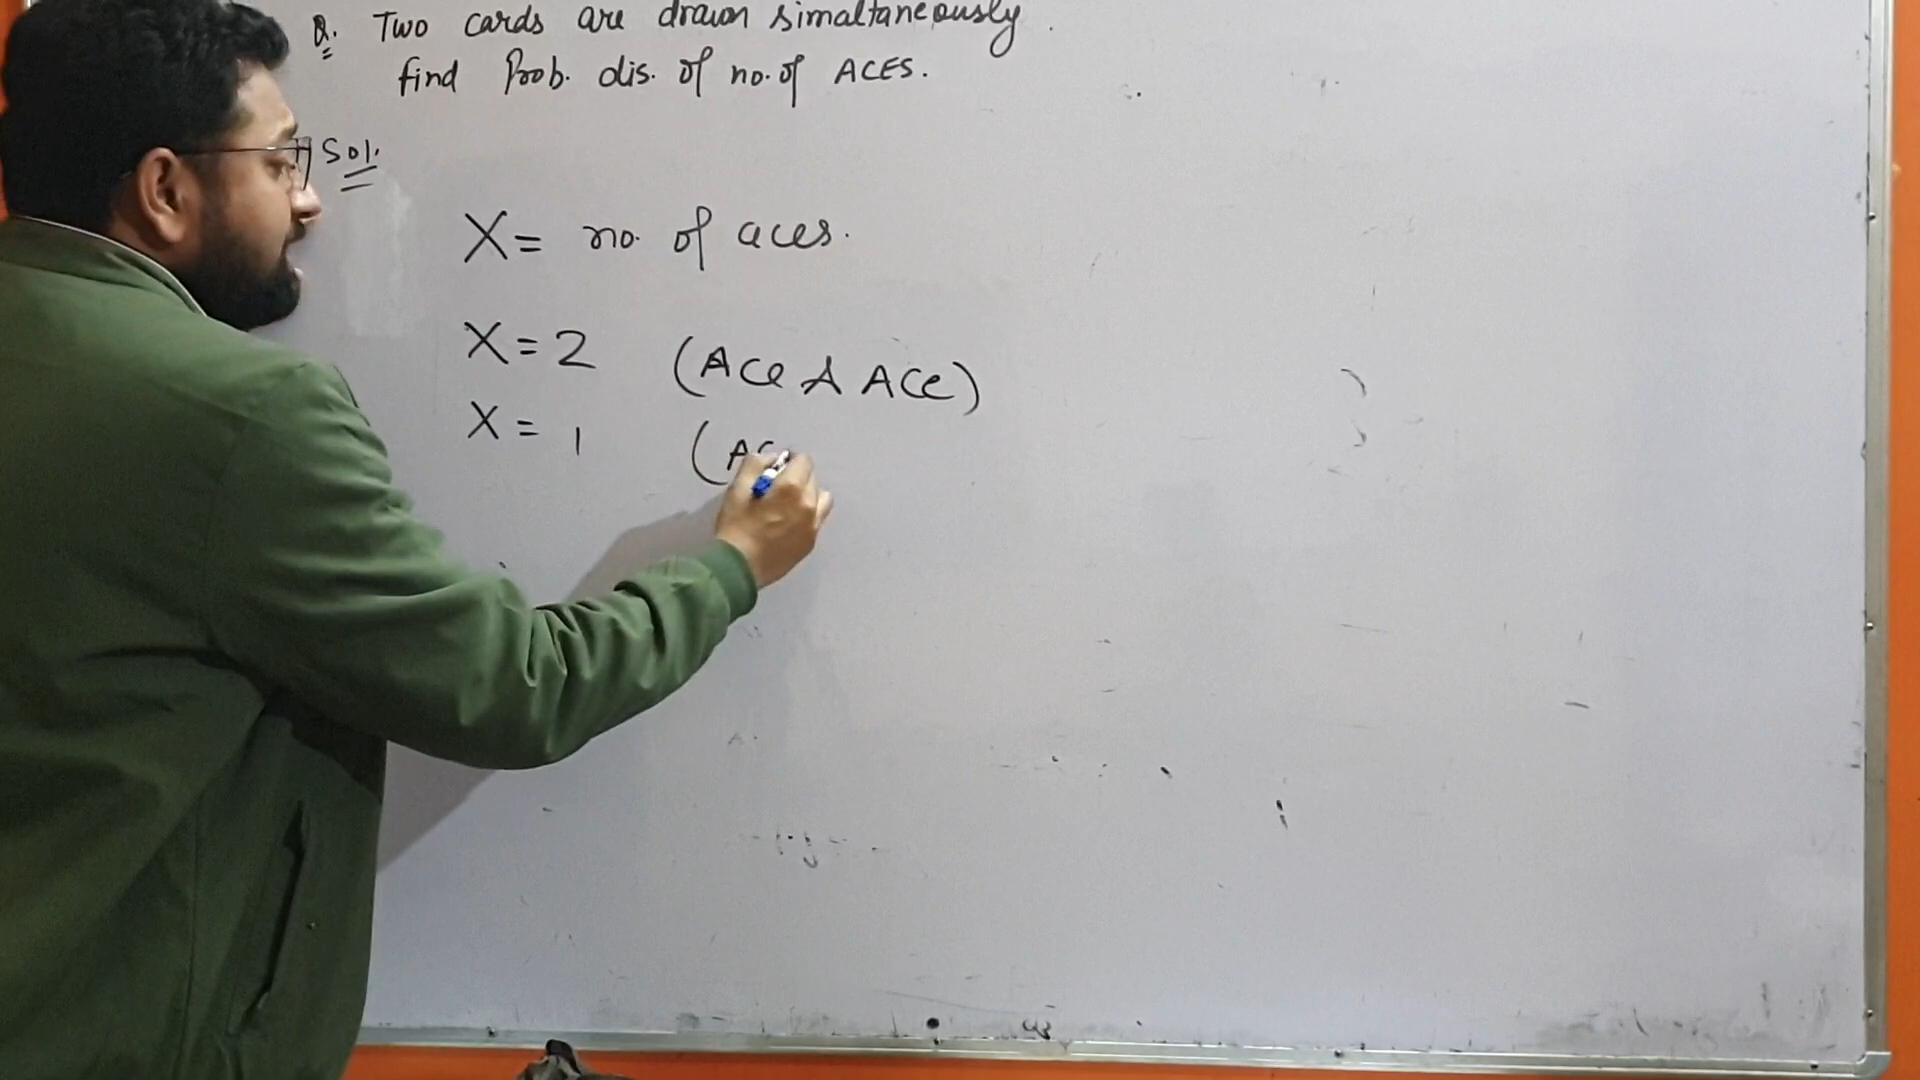 Q. Two cards are drawn simaltaneously.
find Prob. dis. of no. of ACES.
Sol.
X = no. of aces.
X = 2 (Ace & Ace)
X = 1 (AC